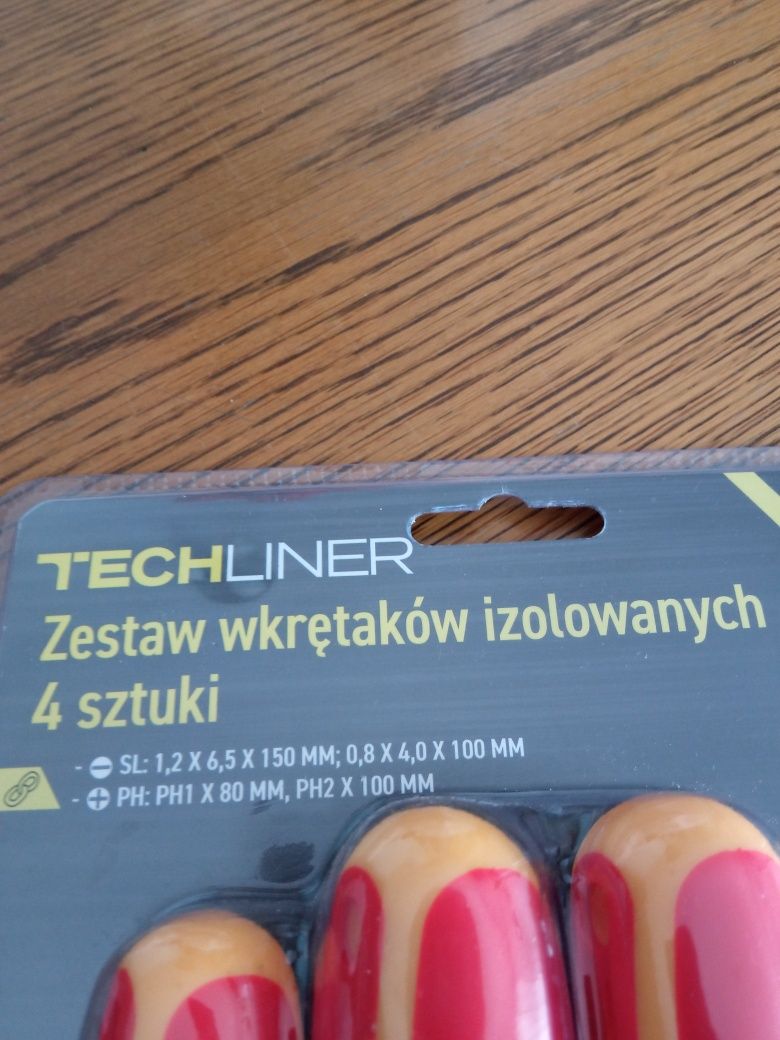 TECHLINER
Zestaw wkrętaków izolowanych
4 sztuki
- SL: 1,2 X 6,5 X 150 MM; 0,8 X 4,0 X 100 MM
- PH: PH1 X 80 MM, PH2 X 100 MM